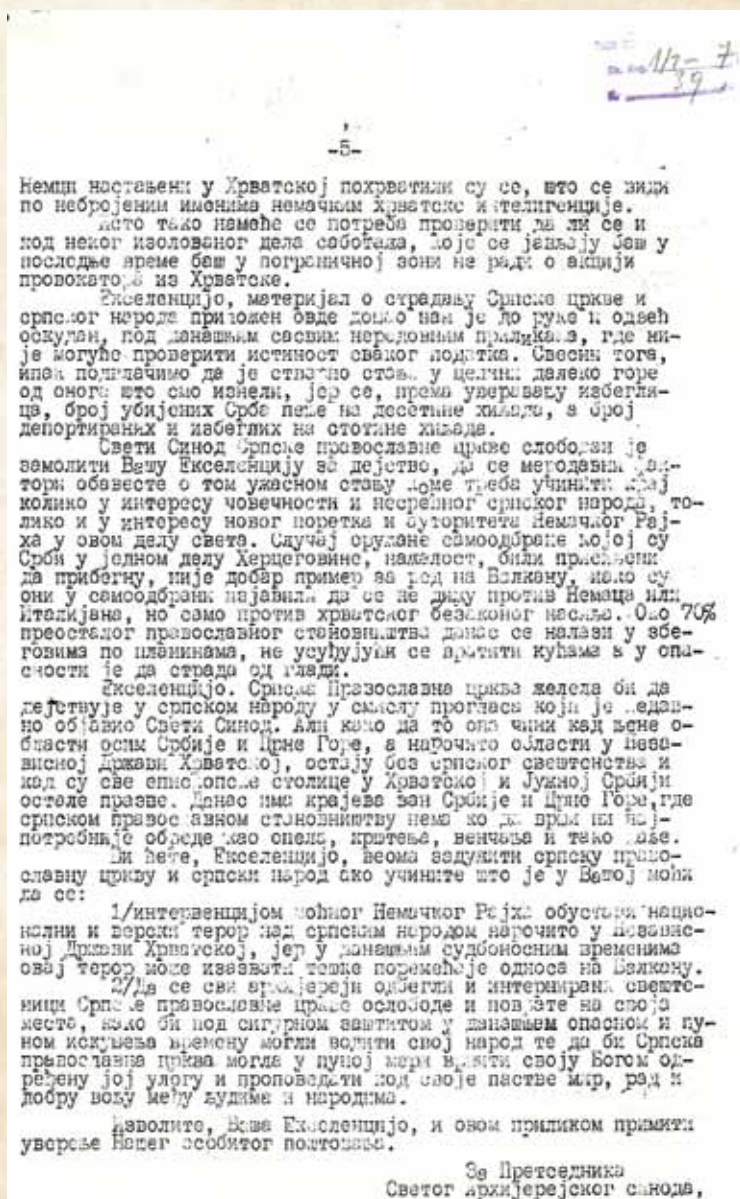 1/7- 7
39
-5-
Немци настањени у Хрватској похрватили су се, што се види
по небројеним именима немачким хрватске интелигенције.
Исто тако намеће се потреба проверити да ли се и
код неког изолованог дела саботажа, које се јављају баш у
последње време баш у пограничној зони не ради о акцији
провокатора из Хрватске.
Екселенцијо, материјал о страдању Српске цркве и
српског народа приложен овде дошао нам је до руке и одвећ
оскудан, под данашњим сасвим нередовним приликама, где ни-
је могуће проверити истиност сваког податка. Свесни тога,
ипак подвлачимо да је стварно стање у целини далеко горе
од онога што смо изнели, јер се, према уверавању избегли-
ца, број убијених Срба пење на десетине хиљада, а број
депортираних и избеглих на стотине хиљада.
Свети Синод Српске православне цркве слободан је
замолити Вашу Екселенцију за дејство, да се меродавни фак-
тори обавесте о том ужасном стању коме треба учинити крај
колико у интересу човечности и несрећног српског народа, то-
лико и у интересу новог поретка и ауторитета Немачког Рај-
ха у овом делу света. Случај оружане самоодбране којој су
Срби у једном делу Херцеговине, нажалост, били присиљени
да прибегну, није добар пример за ред на Балкану, иако су
они у самоодбрани изјавили да се не дижу против Немаца или
Италијана, но само против хрватског безаконог насиља. Око 70%
преосталог православног становништва данас се налази у збе-
говима по планинама, не усуђујући се вратити кућама а у опа-
сности је да страда од глади.
Екселенцијо. Српска Православна црква желела би да
дејствује у српском народу у смислу прогласа који је недав-
но објавио Свети Синод. Али како да то она чини кад њене о-
бласти осим Србије и Црне Горе, а нарочито области у Неза-
висној Држави Хрватској, остају без српског свештенства и
кад су све епископске столице у Хрватској и Јужној Србији
остале празне. Данас има крајева ван Србије и Црне Горе, где
српском православном становништву нема ко да врши ни нај-
потребније обреде као опела, крштења, венчања и тако даље.
Ви ћете, Екселенцијо, веома задужити српску право-
славну цркву и српски народ ако учините што је у Вашој моћи
да се:
1/интервенцијом моћног Немачког Рајха обустави нацио-
нални и верски терор над српским народом нарочито у Независ-
ној Држави Хрватској, јер у данашњим судбоносним временима
овај терор може изазвати тешке поремећаје односа на Балкану.
2/Да се сви архијереји одбегли и интернирани свеште-
ници Српске православне цркве ослободе и поврате на своја
места, како би под сигурном заштитом у данашњем опасном и пу-
ном искушења времену могли водити свој народ те да би Српска
православна црква могла у пуној мери вршити своју Богом од-
ређену јој улогу и проповедати код своје пастве мир, рад и
добру вољу међу људима и народима.
Изволите, Ваша Екселенцијо, и овом приликом примити
уверење Нашег особитог поштовања.
За Претседника
Светог архијерејског синода,